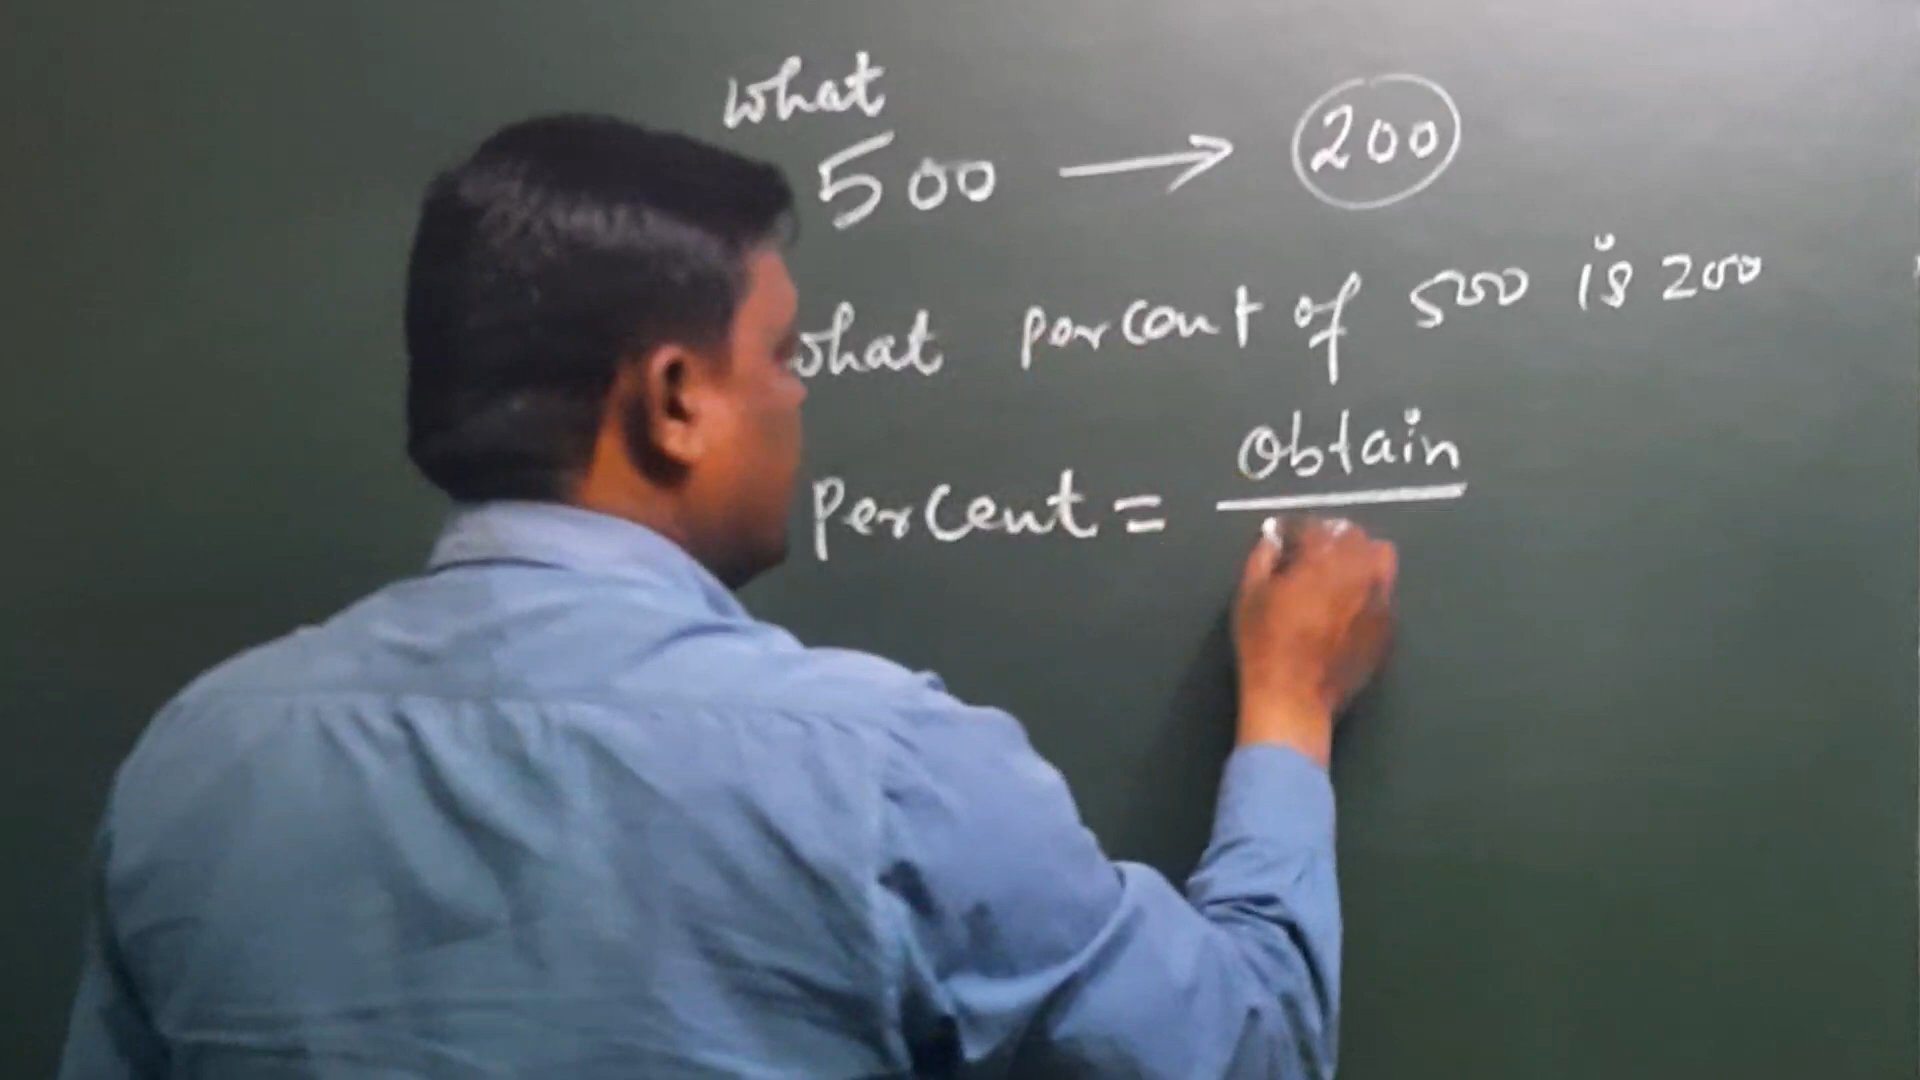 what
500 → 200
what percent of 500 is 200
Obtain
Percent =